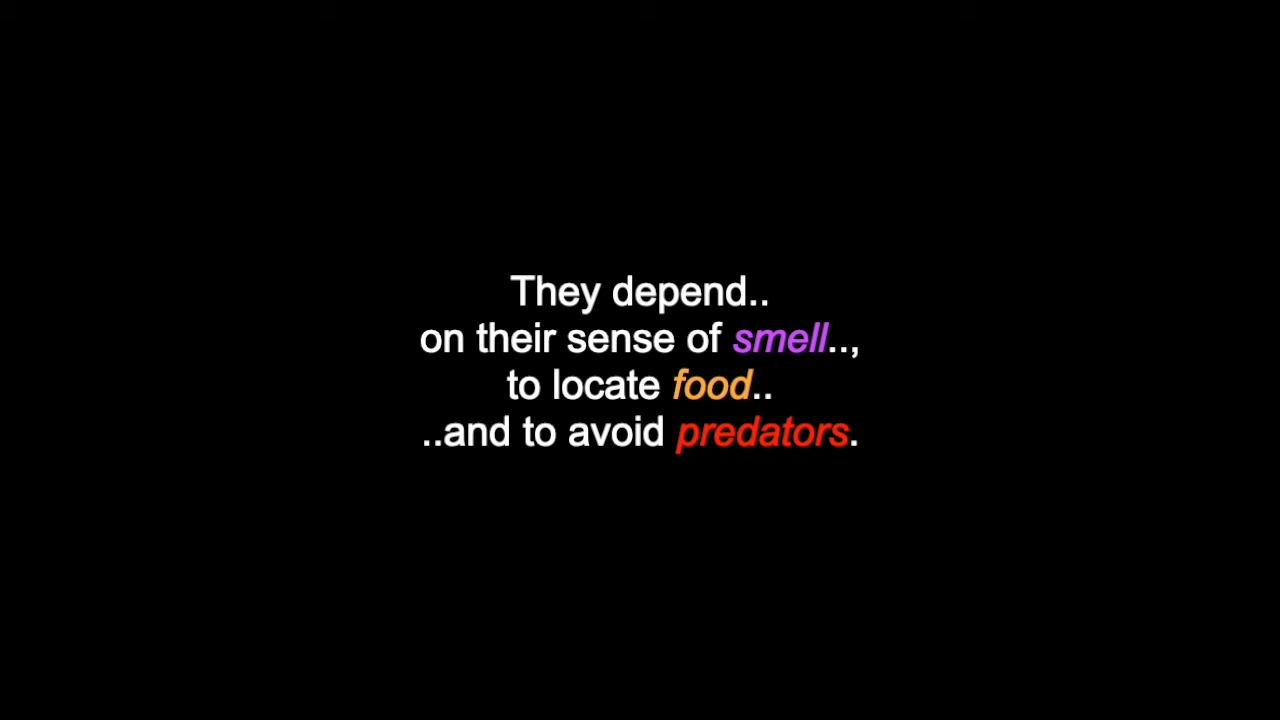 They depend..
on their sense of smell..,
to locate food..
..and to avoid predators.